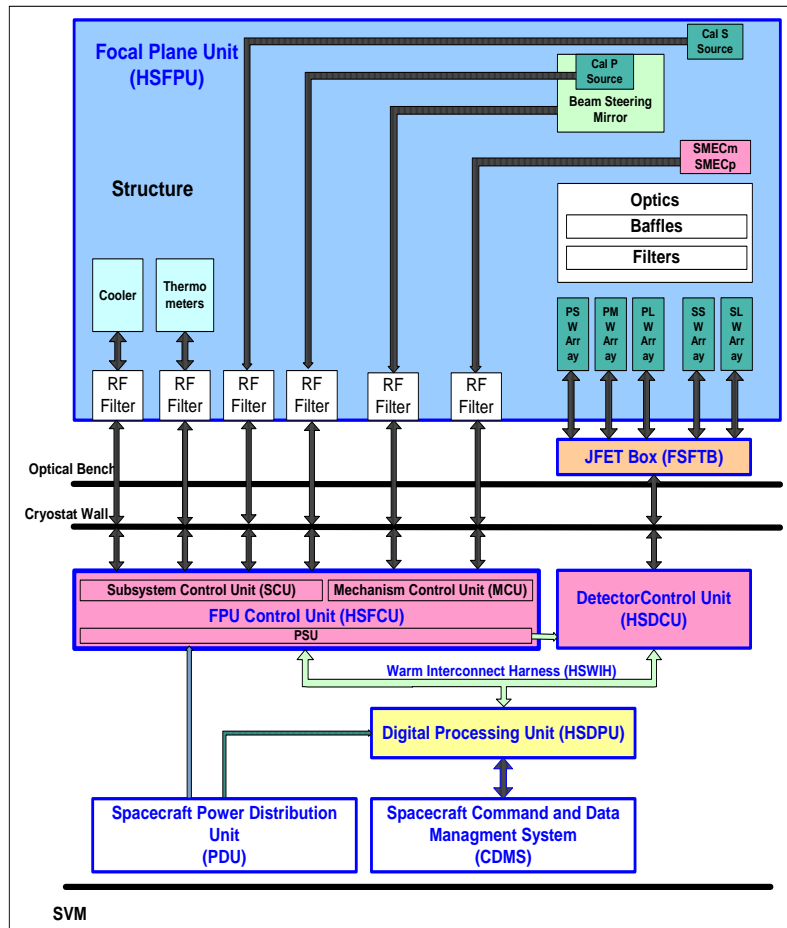 Focal Plane Unit
(HSFPU)
Cal S
Source
Cal P
Source
Beam Steering
Mirror
SMECm
SMECp
Structure
Optics
Baffles
Filters
Cooler
Thermo
meters
PS
W
Arr
ay
PM
W
Arr
ay
PL
W
Arr
ay
SS
W
Arr
ay
SL
W
Arr
ay
RF
Filter
RF
Filter
RF
Filter
RF
Filter
RF
Filter
RF
Filter
JFET Box (FSFTB)
Optical Bench
Cryostat Wall
Subsystem Control Unit (SCU)
Mechanism Control Unit (MCU)
FPU Control Unit (HSFCU)
PSU
DetectorControl Unit
(HSDCU)
Warm Interconnect Harness (HSWIH)
Digital Processing Unit (HSDPU)
Spacecraft Power Distribution
Unit
(PDU)
Spacecraft Command and Data
Managment System
(CDMS)
SVM